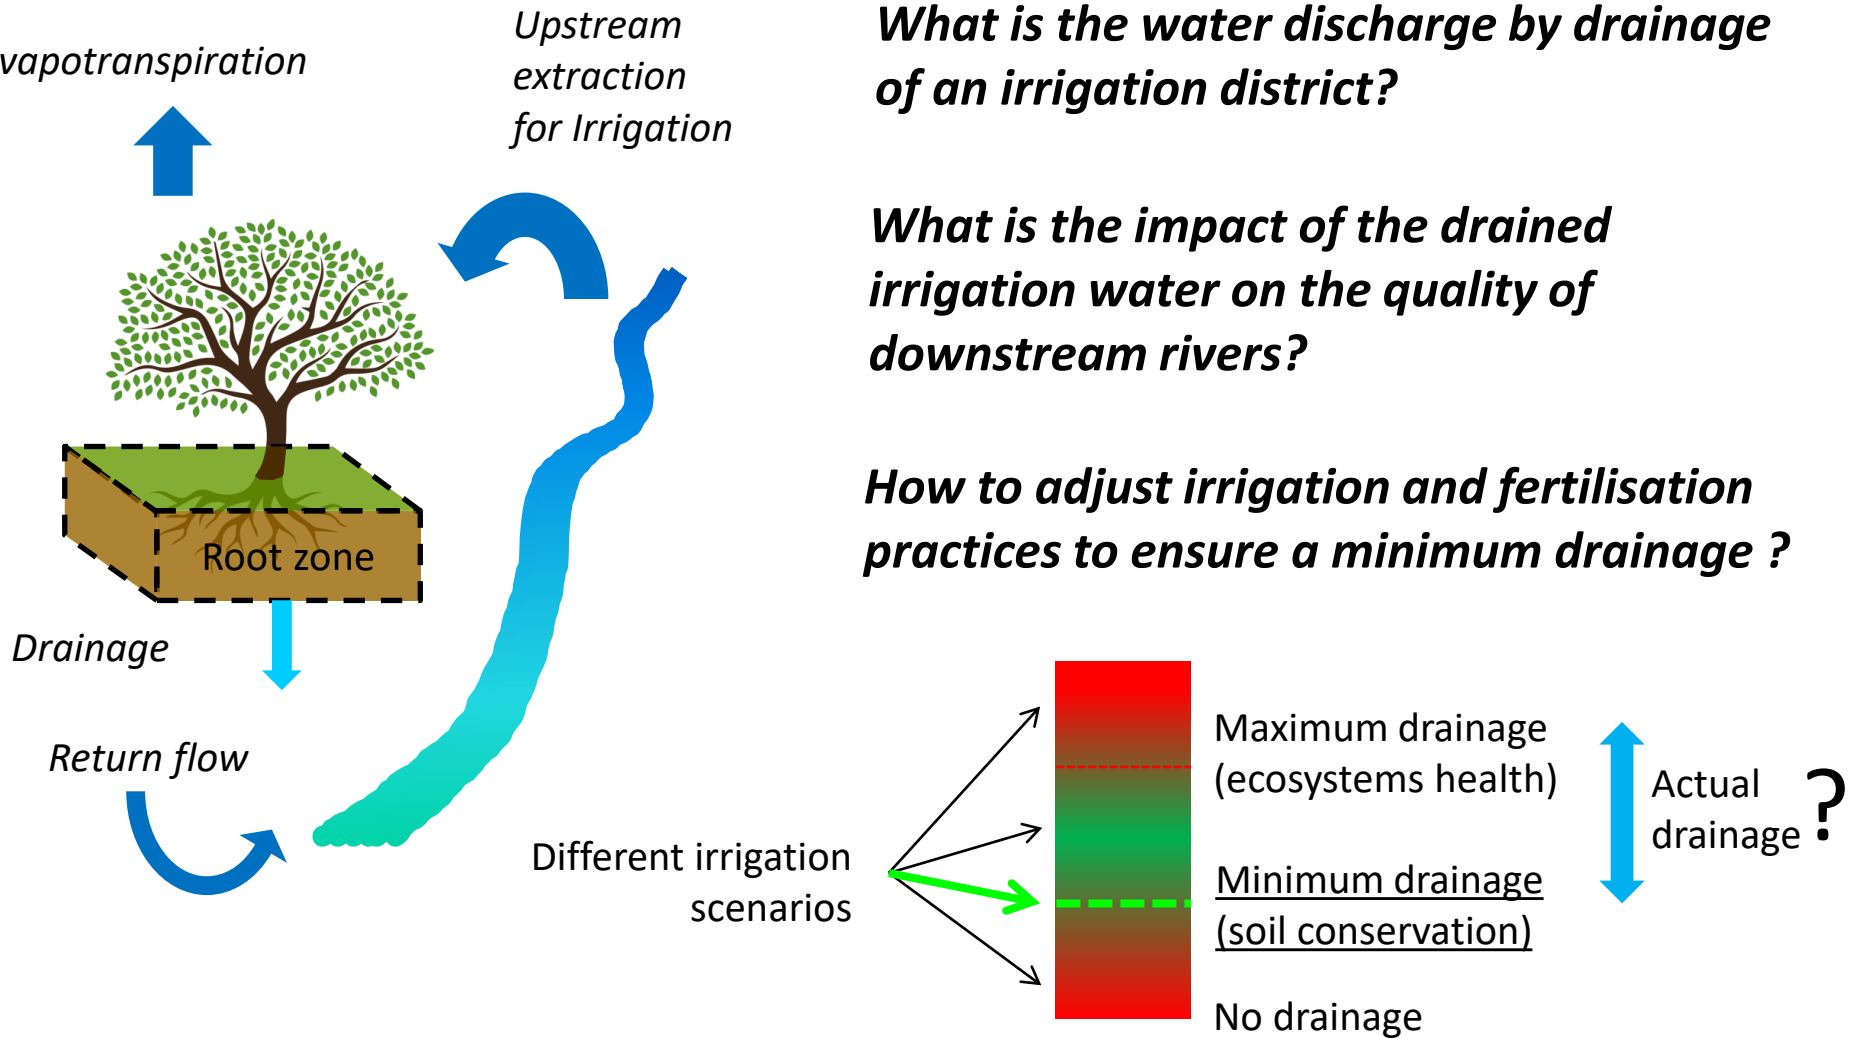 vapotranspiration
Upstream
extraction
for Irrigation
Root zone
Drainage
Return flow
What is the water discharge by drainage
of an irrigation district?
What is the impact of the drained
irrigation water on the quality of
downstream rivers?
How to adjust irrigation and fertilisation
practices to ensure a minimum drainage ?
Different irrigation
scenarios
Maximum drainage
(ecosystems health)
Minimum drainage
(soil conservation)
No drainage
Actual
drainage
?